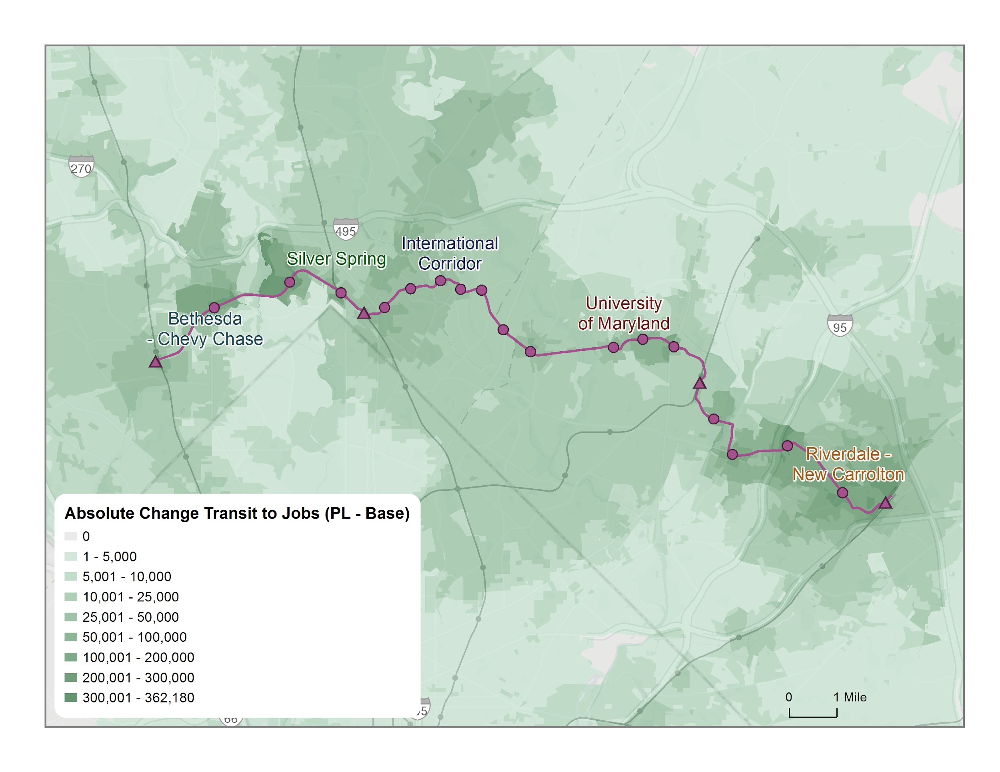 270
495
International
Corridor
Silver Spring
University
of Maryland
Bethesda
- Chevy Chase
95
Riverdale -
New Carrolton
Absolute Change Transit to Jobs (PL - Base)
0
1 - 5,000
5,001 - 10,000
10,001 - 25,000
25,001 - 50,000
50,001 - 100,000
100,001 - 200,000
200,001 - 300,000
300,001 - 362,180
0 1 Mile
66